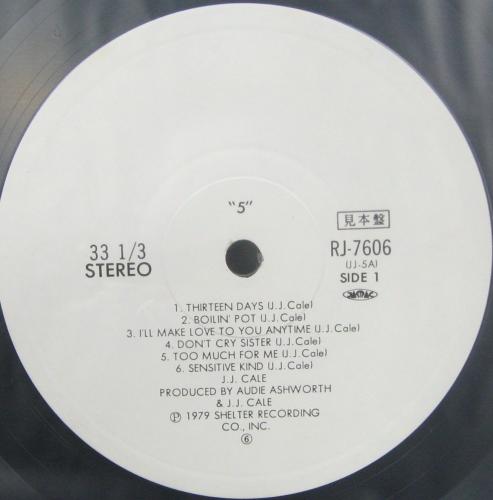 "5"
見本盤
33 1/3
STEREO
RJ-7606
(JJ-5A)
SIDE 1
1. THIRTEEN DAYS (J.J.Cale)
2. BOILIN' POT (J.J.Cale)
3. I'LL MAKE LOVE TO YOU ANYTIME (J.J.Cale)
4. DON'T CRY SISTER (J.J.Cale)
5. TOO MUCH FOR ME (J.J.Cale)
6. SENSITIVE KIND (J.J.Cale)
J.J. CALE
PRODUCED BY AUDIE ASHWORTH
& J.J. CALE
Ⓟ 1979 SHELTER RECORDING
CO., INC.
⑥